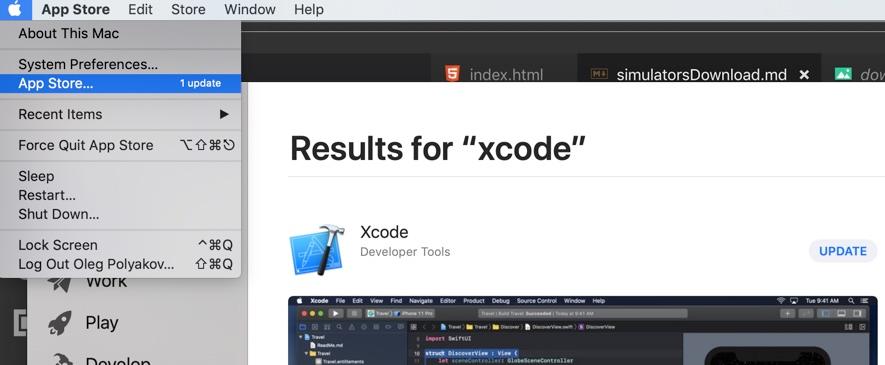 App Store Edit Store Window Help
About This Mac
System Preferences...
App Store... 1 update
Recent Items ▶
Force Quit App Store ⌥⇧⌘⎋
Sleep
Restart...
Shut Down...
Lock Screen ^⌘Q
Log Out Oleg Polyakov... ⇧⌘Q
Work
Play
Develop
index.html
simulatorsDownload.md ×
Results for “xcode”
Xcode
Developer Tools
UPDATE
Xcode File Edit View Find Navigate Editor Product Debug Source Control Window Help Tue 9:41 AM
Travel iPhone 11 Pro Travel | Build Travel: Succeeded | Today at 9:41 AM
Travel Travel Discover DiscoverView.swift DiscoverView
Travel
ReadMe.md
Travel
Travel.entitlements
import SwiftUI
struct DiscoverView : View {
let sceneController: GlobeSceneController